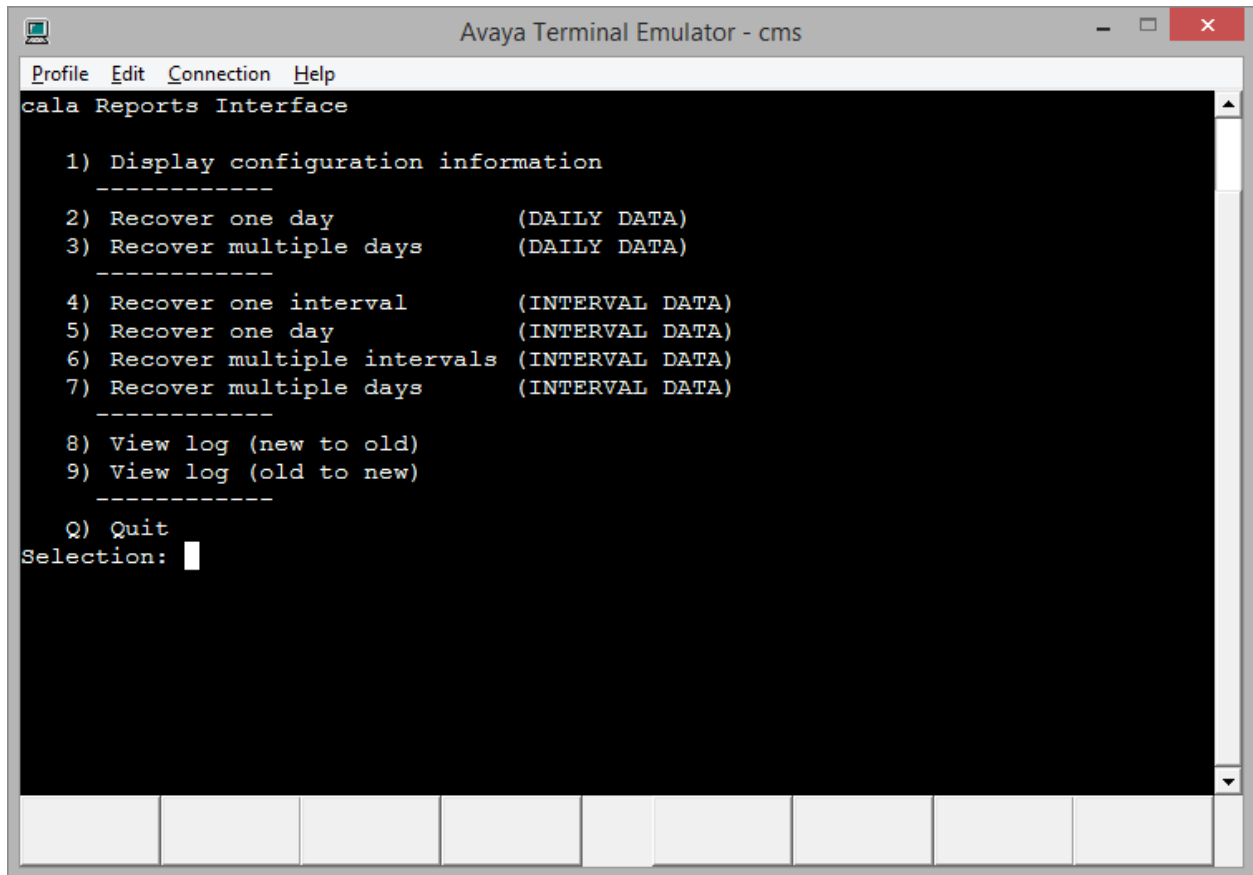 Avaya Terminal Emulator - cms
Profile Edit Connection Help
cala Reports Interface
1) Display configuration information
------------
2) Recover one day (DAILY DATA)
3) Recover multiple days (DAILY DATA)
------------
4) Recover one interval (INTERVAL DATA)
5) Recover one day (INTERVAL DATA)
6) Recover multiple intervals (INTERVAL DATA)
7) Recover multiple days (INTERVAL DATA)
------------
8) View log (new to old)
9) View log (old to new)
------------
Q) Quit
Selection: